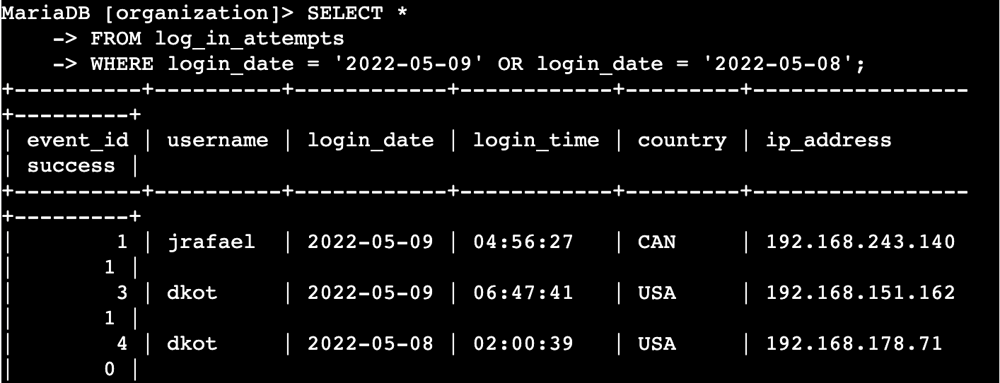 MariaDB [organization]> SELECT *
    -> FROM log_in_attempts
    -> WHERE login_date = '2022-05-09' OR login_date = '2022-05-08';
+----------+----------+------------+------------+---------+-----------------
+---------+
| event_id | username | login_date | login_time | country | ip_address
| success |
+----------+----------+------------+------------+---------+-----------------
+---------+
|        1 | jrafael  | 2022-05-09 | 04:56:27   | CAN     | 192.168.243.140
|       1 |
|        3 | dkot     | 2022-05-09 | 06:47:41   | USA     | 192.168.151.162
|       1 |
|        4 | dkot     | 2022-05-08 | 02:00:39   | USA     | 192.168.178.71
|       0 |